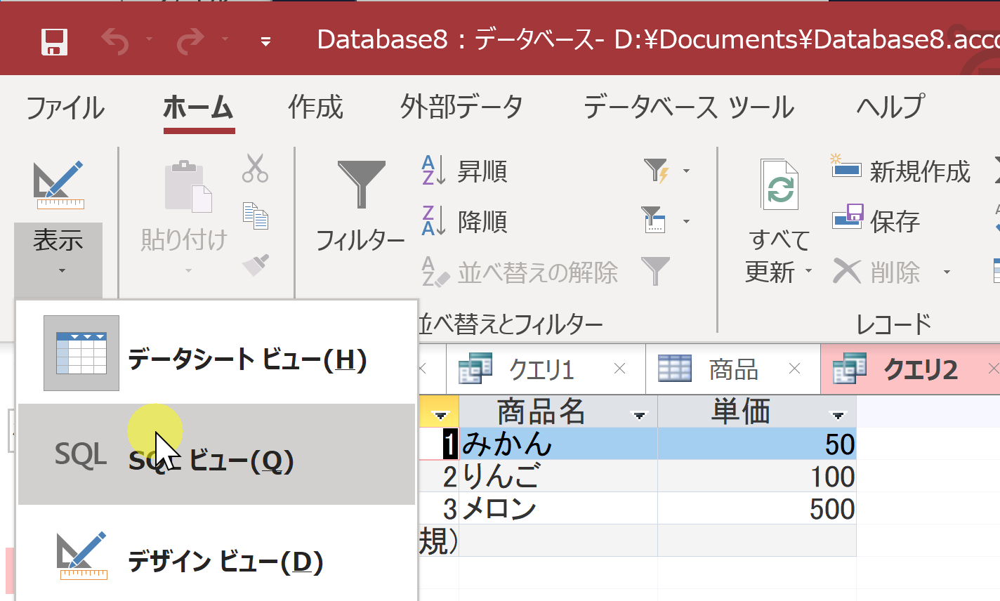 Database8 : データベース- D:¥Documents¥Database8.acc
ファイル ホーム 作成 外部データ データベース ツール ヘルプ
表示
貼り付け
フィルター
昇順
降順
並べ替えの解除
すべて
更新
新規作成
保存
削除
並べ替えとフィルター
レコード
データシート ビュー(H)
SQL SQL ビュー(Q)
デザイン ビュー(D)
クエリ1 商品 クエリ2
商品名 単価
1 みかん 50
2 りんご 100
3 メロン 500
規)